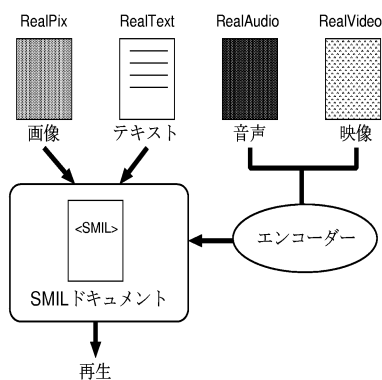 RealPix
RealText
RealAudio
RealVideo
画像
テキスト
音声
映像
<SMIL>
エンコーダー
SMILドキュメント
再生